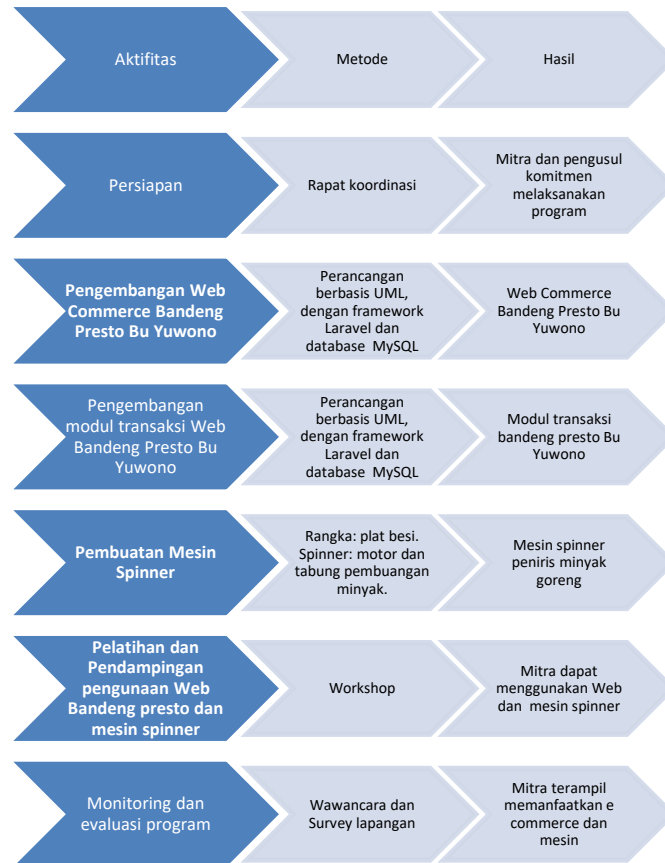 Aktifitas
Metode
Hasil
Persiapan
Rapat koordinasi
Mitra dan pengusul
komitmen
melaksanakan
program
Pengembangan Web
Commerce Bandeng
Presto Bu Yuwono
Perancangan
berbasis UML,
dengan framework
Laravel dan
database MySQL
Web Commerce
Bandeng Presto Bu
Yuwono
Pengembangan
modul transaksi Web
Bandeng Presto Bu
Yuwono
Perancangan
berbasis UML,
dengan framework
Laravel dan
database MySQL
Modul transaksi
bandeng presto Bu
Yuwono
Pembuatan Mesin
Spinner
Rangka: plat besi.
Spinner: motor dan
tabung pembuangan
minyak.
Mesin spinner
peniris minyak
goreng
Pelatihan dan
Pendampingan
pengunaan Web
Bandeng presto dan
mesin spinner
Workshop
Mitra dapat
menggunakan Web
dan mesin spinner
Monitoring dan
evaluasi program
Wawancara dan
Survey lapangan
Mitra terampil
memanfaatkan e
commerce dan
mesin